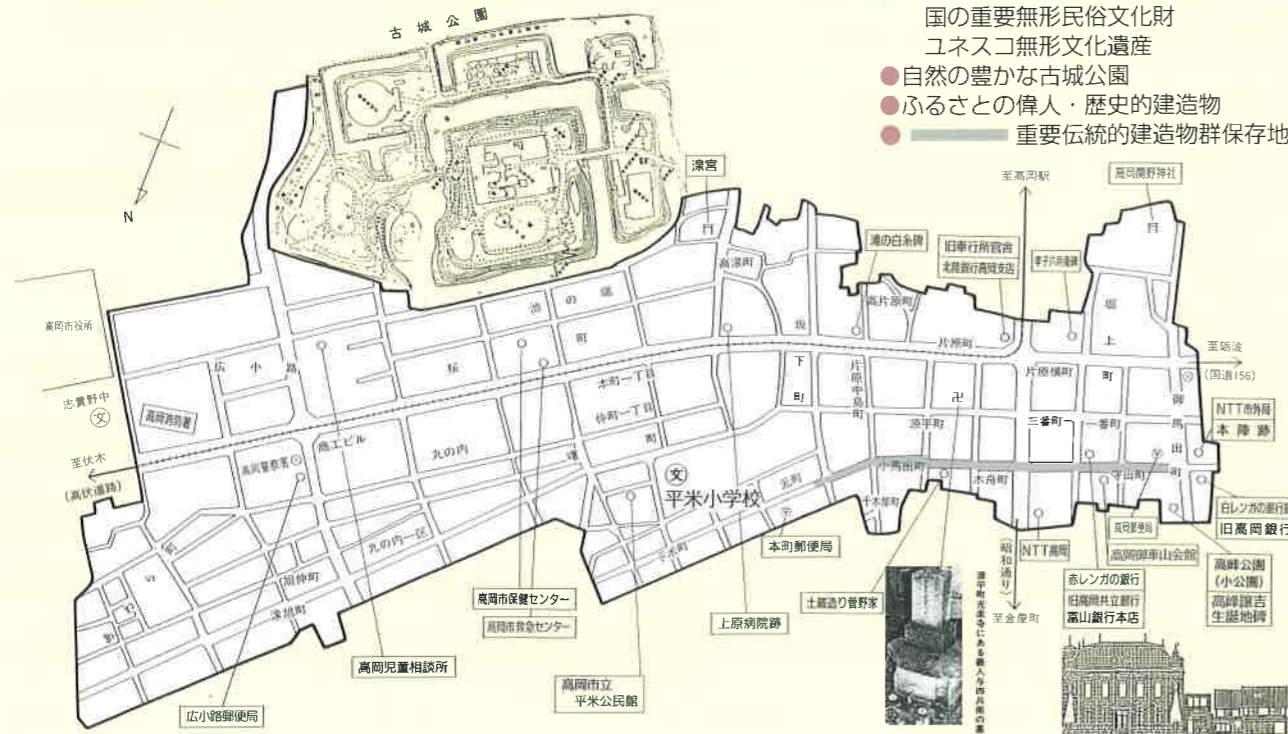 国の重要無形民俗文化財
ユネスコ無形文化遺産
●自然の豊かな古城公園
●ふるさとの偉人・歴史的建造物
● 重要伝統的建造物群保存地
古城公園
N
至高岡駅
高岡関野神社
滝の白糸碑
旧奉行所官舎
北陸銀行高岡支店
高岡市役所
志貴野中
文
高岡消防署
至伏木
(高伏道路)
広小路
池の端
桜
町
高岡警察署
商工ビル
丸の内
本町一丁目
仲町一丁目
曙
町
坂
下
町
片原中島町
高片原町
片原町
片原横町
堀
上
町
至砺波
(国道156)
御
馬
出
町
NTT市外局
本陣跡
源平町
卍
三番町
一番町
小馬出町
木舟町
守山町
文
平米小学校
元町
本町郵便局
丸の内一区
旭仲町
高岡市保健センター
高岡市救急センター
上原病院跡
土蔵造り菅野家
(昭和通り)
至金屋町
NTT高岡
高岡郵便局
高岡御車山会館
白レンガの銀行
旧高岡銀行
高峰公園
(小公園)
高峰譲吉
生誕地碑
赤レンガの銀行
旧高岡共立銀行
富山銀行本店
高岡児童相談所
高岡市立
平米公民館
広小路郵便局